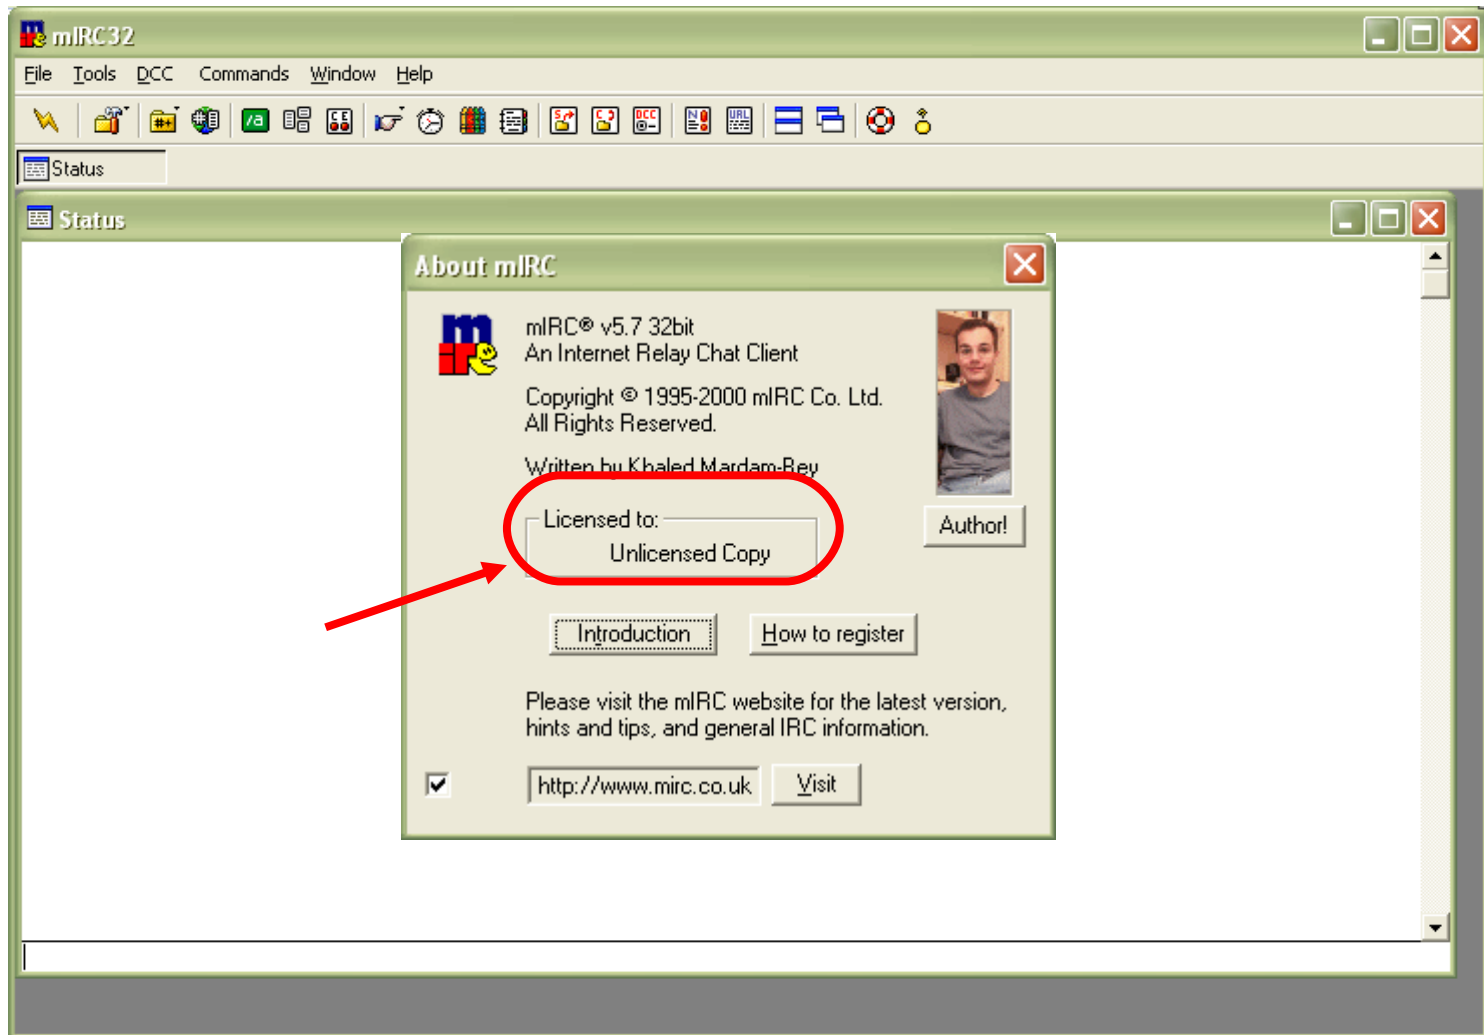 mIRC32
File Tools DCC Commands Window Help
Status
Status
About mIRC
mIRC® v5.7 32bit
An Internet Relay Chat Client
Copyright © 1995-2000 mIRC Co. Ltd.
All Rights Reserved.
Written by Khaled Mardam-Bey
Licensed to:
Unlicensed Copy
Author!
Introduction How to register
Please visit the mIRC website for the latest version,
hints and tips, and general IRC information.
http://www.mirc.co.uk Visit